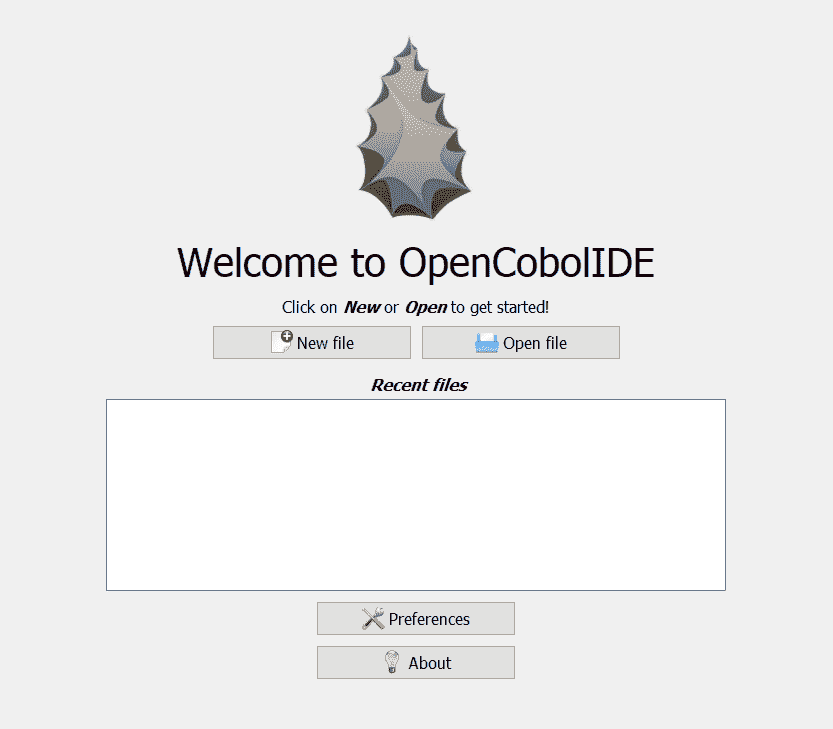 Welcome to OpenCobolIDE
Click on New or Open to get started!
New file Open file
Recent files
Preferences
About